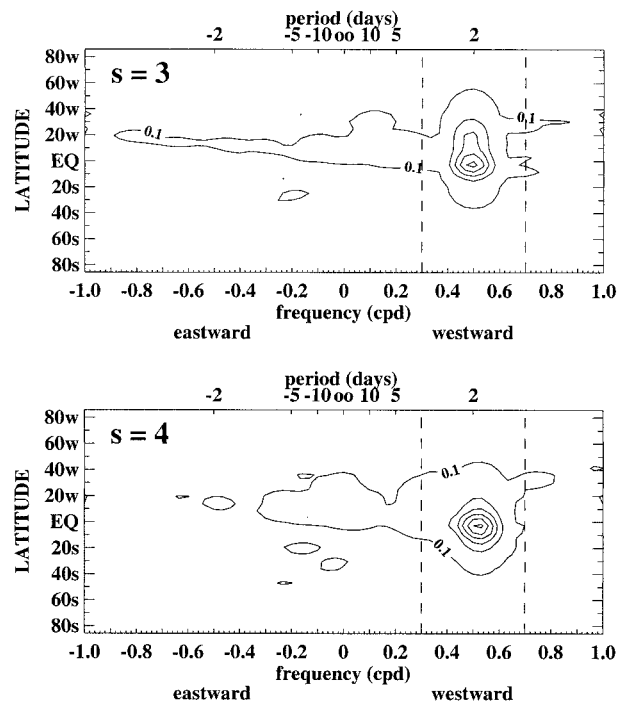 period (days)
-2 -5 -10 oo 10 5 2
s = 3
80w
40w
20w
EQ
20s
40s
60s
80s
LATITUDE
0.1
0.1
0.1
-1.0 -0.8 -0.6 -0.4 -0.2 0 0.2 0.4 0.6 0.8 1.0
frequency (cpd)
eastward westward
period (days)
-2 -5 -10 oo 10 5 2
s = 4
80w
40w
20w
EQ
20s
40s
60s
80s
LATITUDE
0.1
0.1
-1.0 -0.8 -0.6 -0.4 -0.2 0 0.2 0.4 0.6 0.8 1.0
frequency (cpd)
eastward westward